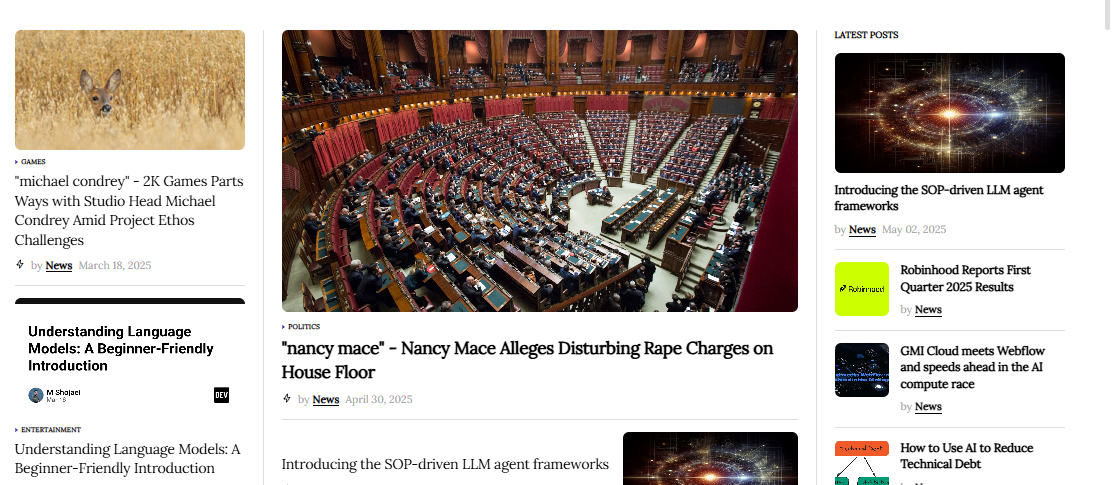 GAMES
"michael condrey" - 2K Games Parts
Ways with Studio Head Michael
Condrey Amid Project Ethos
Challenges
by News March 18, 2025
Understanding Language
Models: A Beginner-Friendly
Introduction
M Shojaei
Mar 16
DEV
ENTERTAINMENT
Understanding Language Models: A
Beginner-Friendly Introduction
POLITICS
"nancy mace" - Nancy Mace Alleges Disturbing Rape Charges on
House Floor
by News April 30, 2025
Introducing the SOP-driven LLM agent frameworks
LATEST POSTS
Introducing the SOP-driven LLM agent
frameworks
by News May 02, 2025
Robinhood
Robinhood Reports First
Quarter 2025 Results
by News
GMI Cloud meets Webflow
and speeds ahead in the AI
compute race
by News
How to Use AI to Reduce
Technical Debt